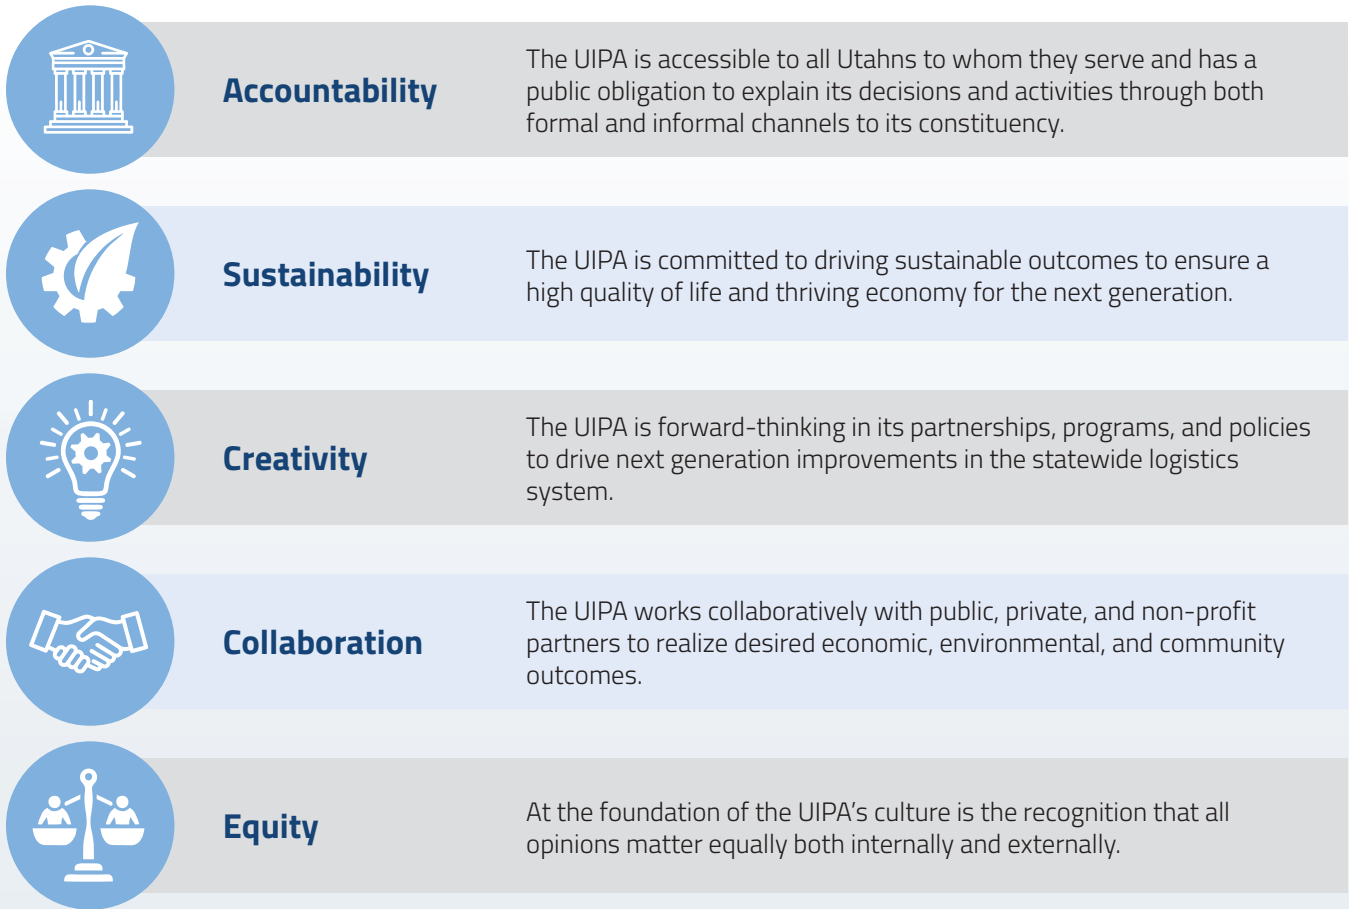 Accountability
The UIPA is accessible to all Utahns to whom they serve and has a
public obligation to explain its decisions and activities through both
formal and informal channels to its constituency.
Sustainability
The UIPA is committed to driving sustainable outcomes to ensure a
high quality of life and thriving economy for the next generation.
Creativity
The UIPA is forward-thinking in its partnerships, programs, and policies
to drive next generation improvements in the statewide logistics
system.
Collaboration
The UIPA works collaboratively with public, private, and non-profit
partners to realize desired economic, environmental, and community
outcomes.
Equity
At the foundation of the UIPA’s culture is the recognition that all
opinions matter equally both internally and externally.